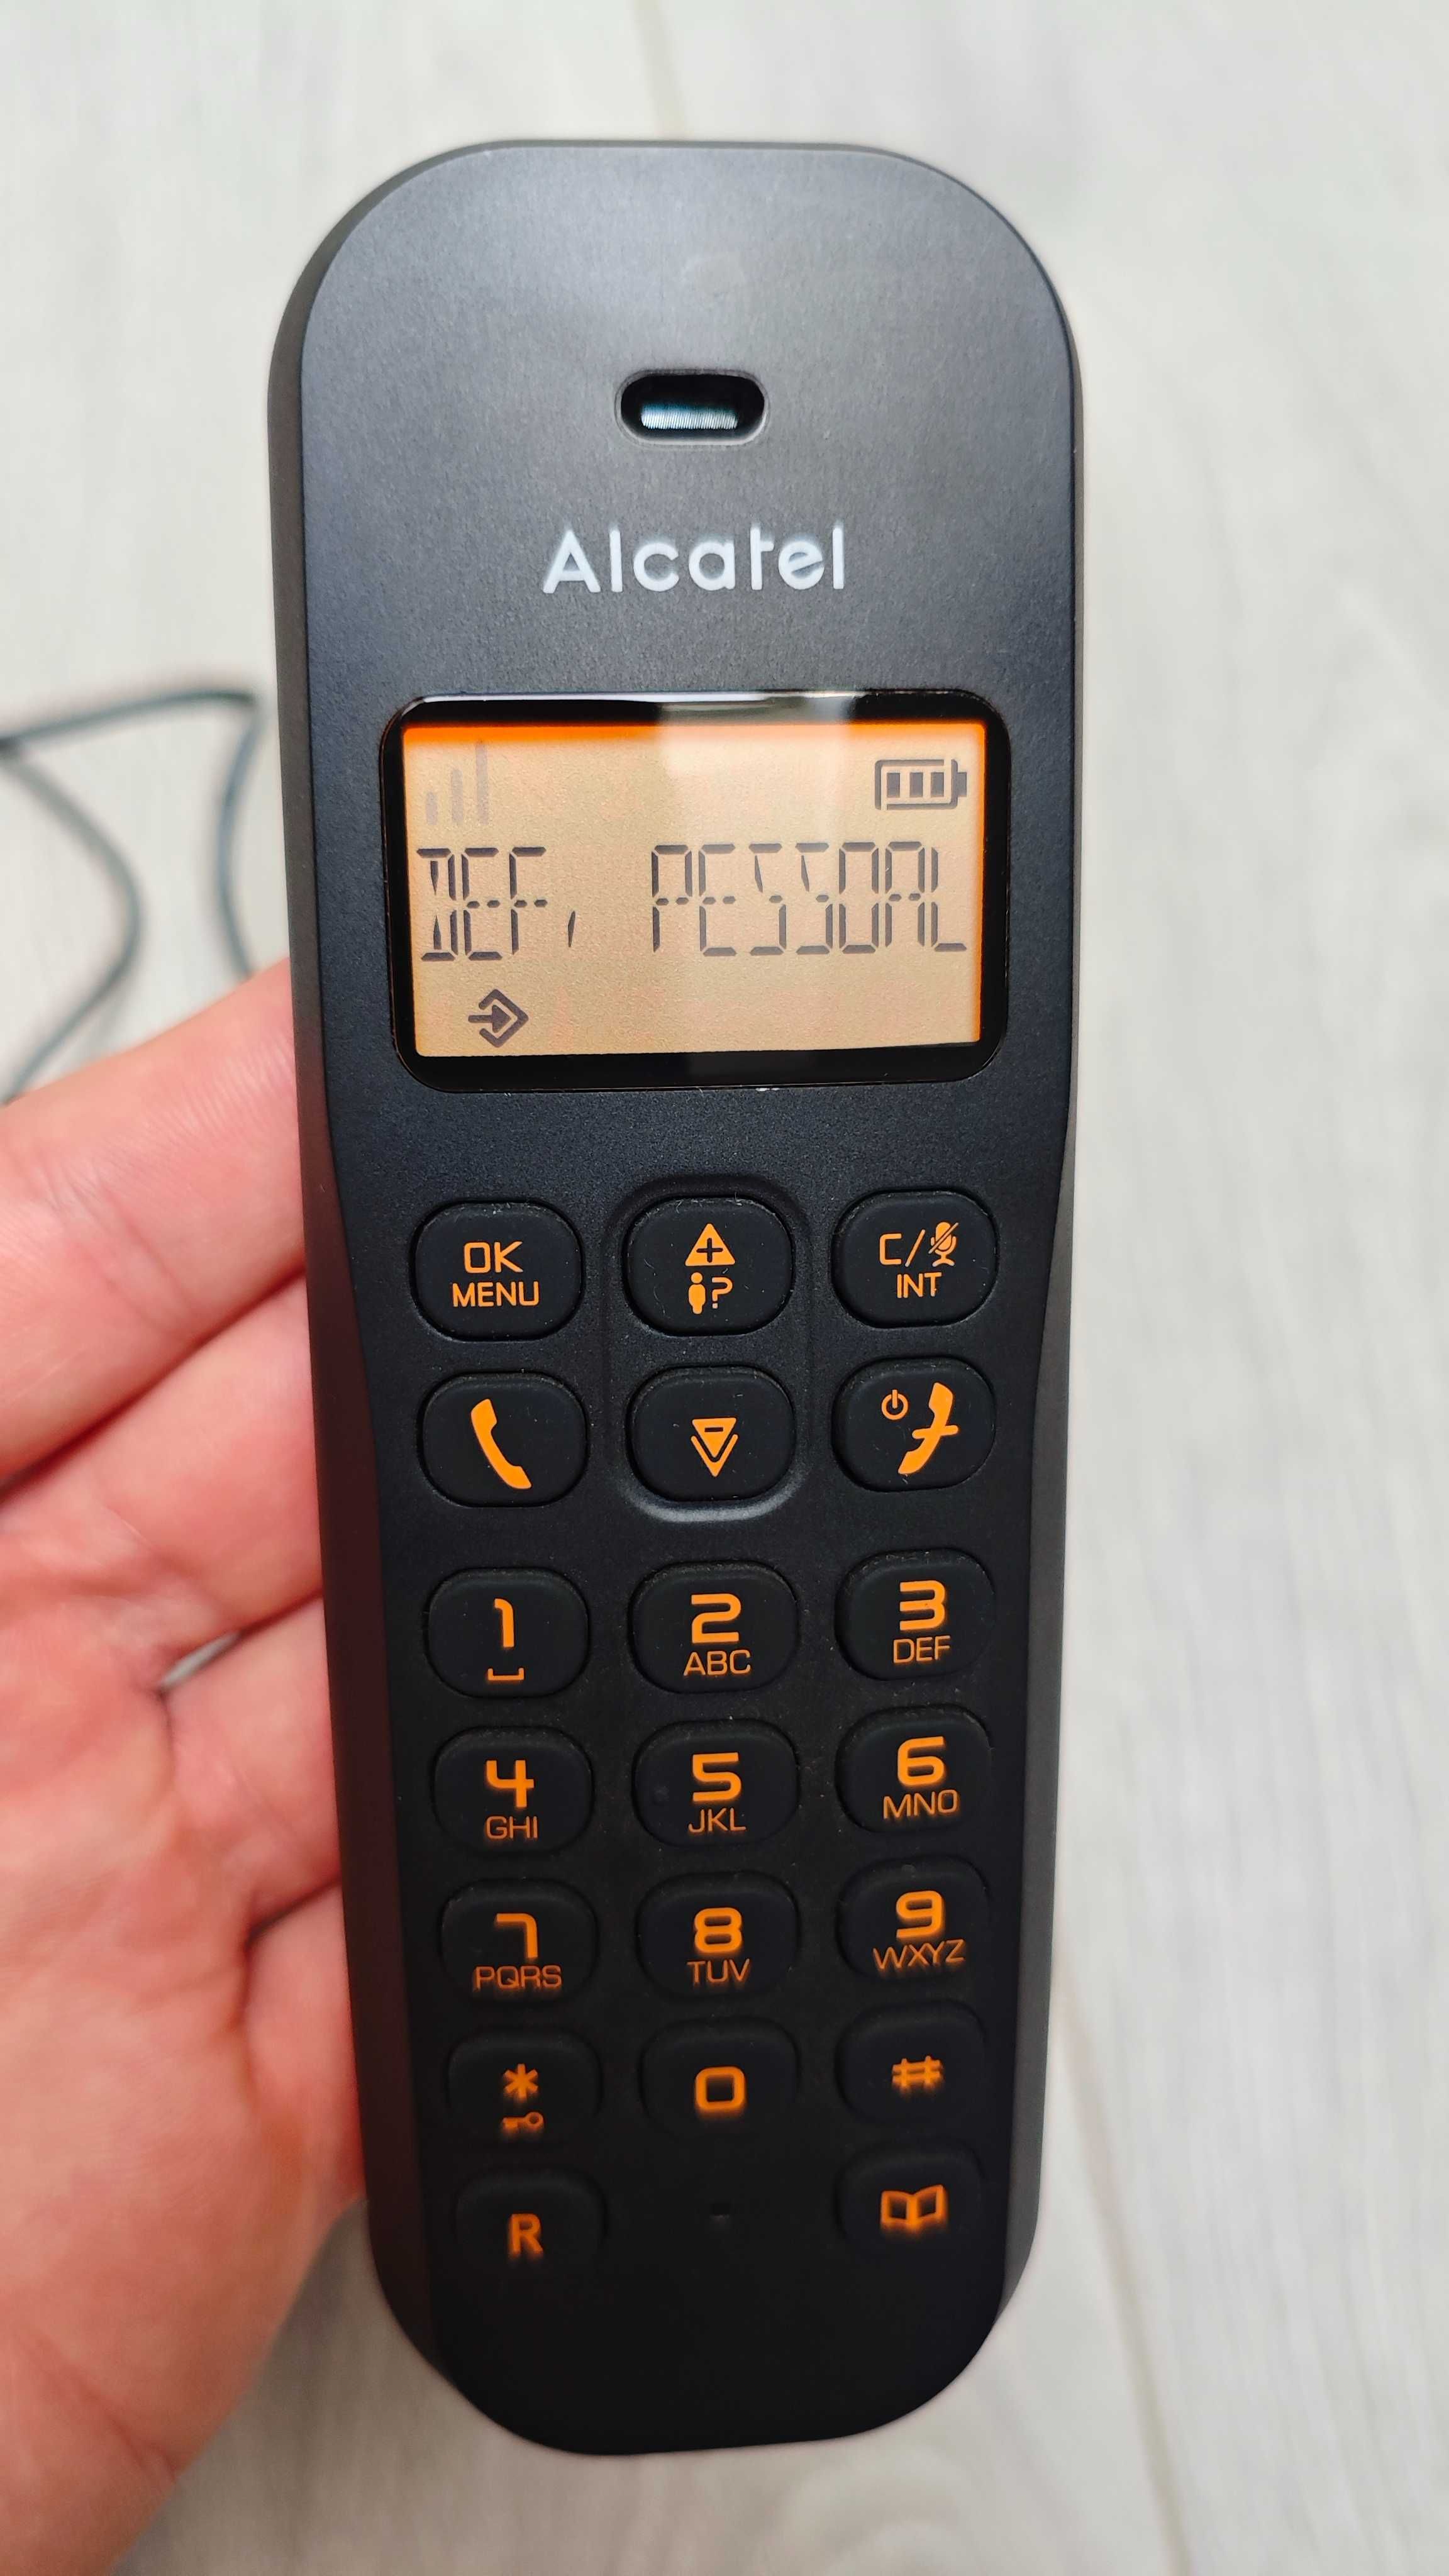 Alcatel
DEF, PESSOAL
OK
MENU
+
?
C/
INT
1
2
ABC
3
DEF
4
GHI
5
JKL
6
MNO
7
PQRS
8
TUV
9
WXYZ
*
0
#
R